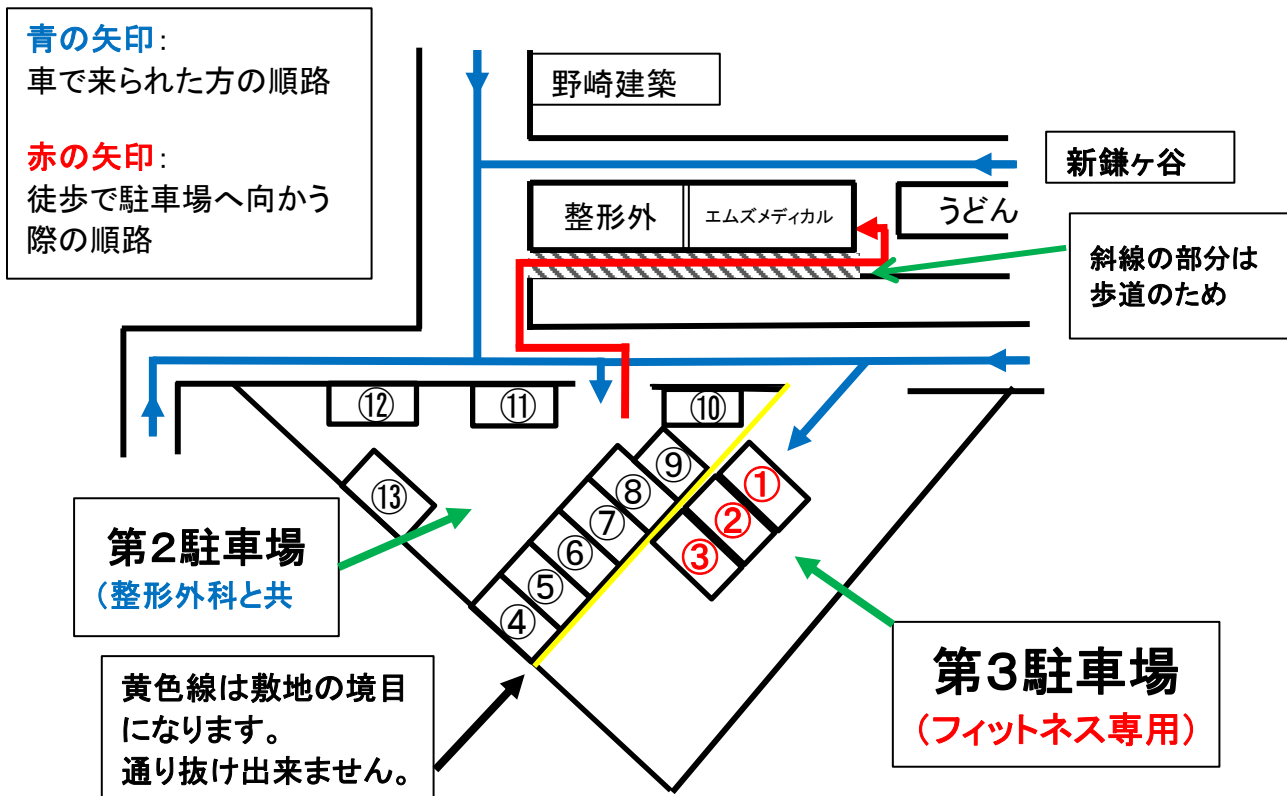 青の矢印：
車で来られた方の順路
赤の矢印：
徒歩で駐車場へ向かう
際の順路
野崎建築
新鎌ヶ谷
整形外
エムズメディカル
うどん
斜線の部分は
歩道のため
⑫
⑪
⑩
⑬
⑨
⑧
⑦
⑥
⑤
④
①
②
③
第２駐車場
（整形外科と共
黄色線は敷地の境目
になります。
通り抜け出来ません。
第３駐車場
（フィットネス専用）